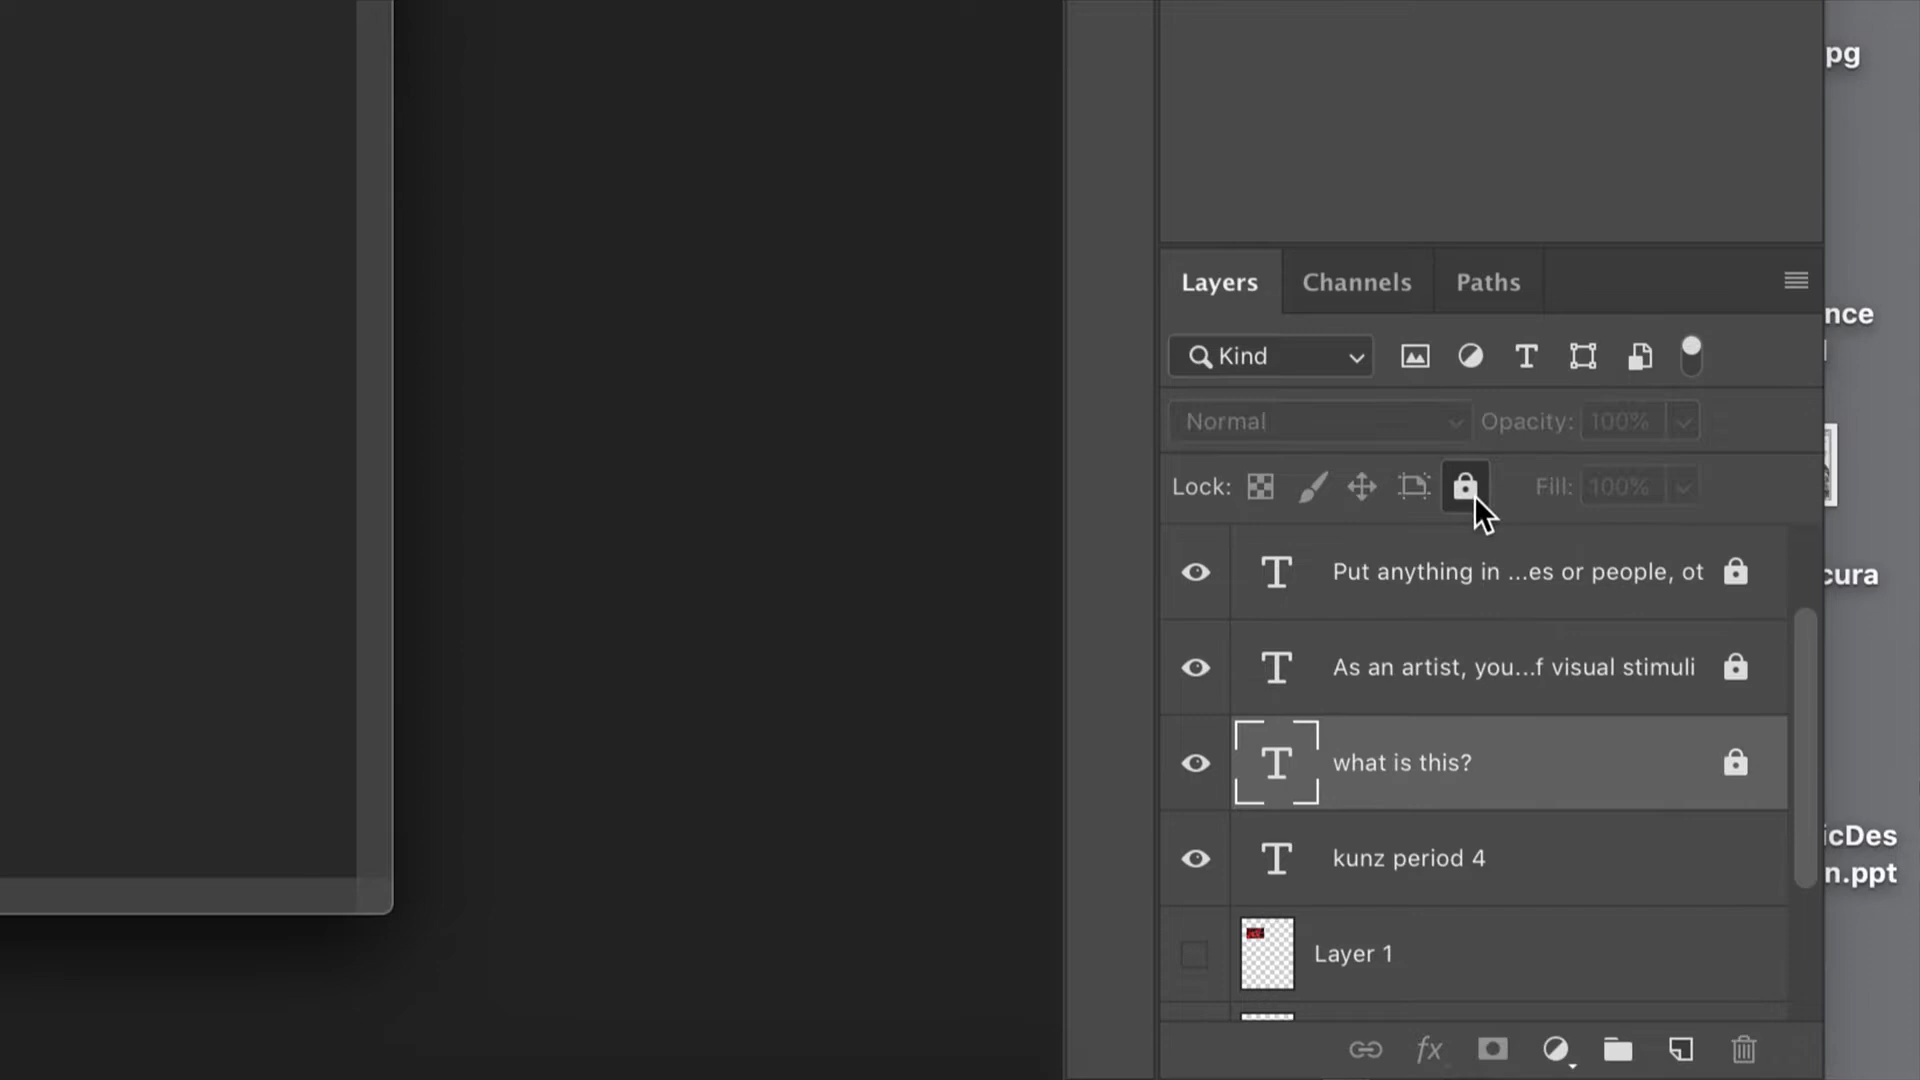 pg
Layers Channels Paths
nce
Kind
Normal Opacity: 100%
Lock: Fill: 100%
Put anything in ...es or people, ot
cura
As an artist, you...f visual stimuli
what is this?
icDes
kunz period 4
n.ppt
Layer 1
fx